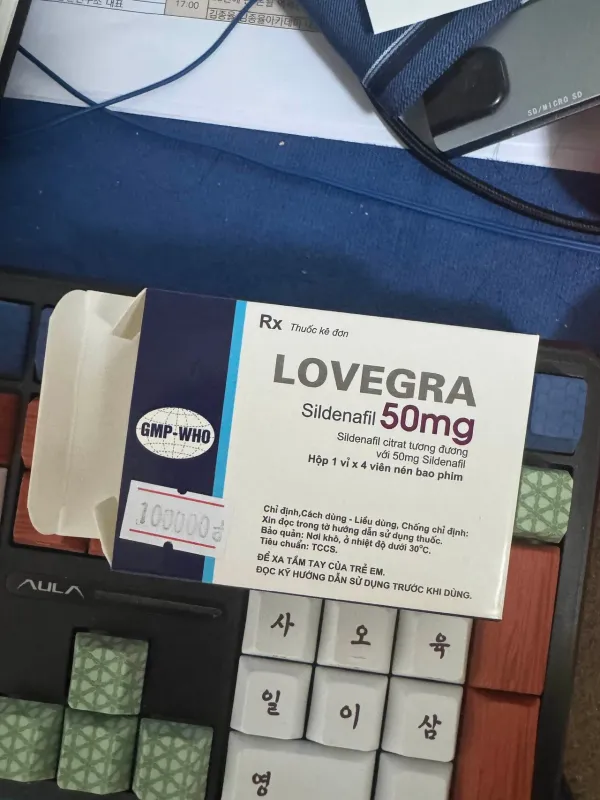 17:00
SD/MICRO SD
Rx Thuốc kê đơn
LOVEGRA
Sildenafil 50mg
Sildenafil citrat tương đương
với 50mg Sildenafil
Hộp 1 vỉ x 4 viên nén bao phim
GMP-WHO
100000đ
Chỉ định,Cách dùng - Liều dùng, Chống chỉ định:
Xin đọc trong tờ hướng dẫn sử dụng thuốc.
Bảo quản: Nơi khô, ở nhiệt độ dưới 30°C.
Tiêu chuẩn: TCCS.
ĐỂ XA TẦM TAY CỦA TRẺ EM.
ĐỌC KỸ HƯỚNG DẪN SỬ DỤNG TRƯỚC KHI DÙNG.
AULA
사 오 육
일 이 삼
영